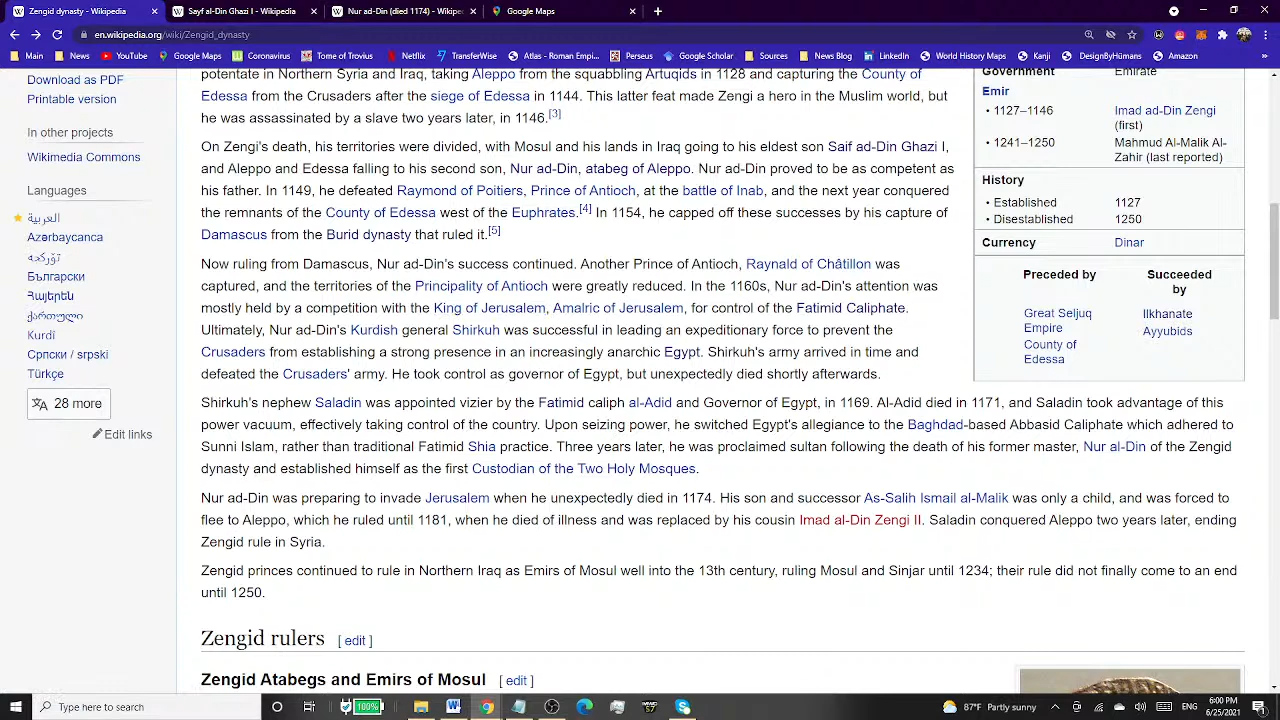 Zengid dynasty - Wikipedia
Sayf al-Din Ghazi I - Wikipedia
Nur ad-Din (died 1174) - Wikipe
Google Maps
en.wikipedia.org/wiki/Zengid_dynasty
Main News YouTube Google Maps Coronavirus Tome of Trovius Netflix TransferWise Atlas - Roman Empi... Perseus Google Scholar Sources News Blog LinkedIn World History Maps Kanji DesignByHumans Amazon
Download as PDF
Printable version
In other projects
Wikimedia Commons
Languages
العربية
Azərbaycanca
تۆرکجه
Български
Հայերեն
ქართული
Kurdî
Српски / srpski
Türkçe
28 more
Edit links
potentate in Northern Syria and Iraq, taking Aleppo from the squabbling Artuqids in 1128 and capturing the County of
Edessa from the Crusaders after the siege of Edessa in 1144. This latter feat made Zengi a hero in the Muslim world, but
he was assassinated by a slave two years later, in 1146.[3]
On Zengi's death, his territories were divided, with Mosul and his lands in Iraq going to his eldest son Saif ad-Din Ghazi I,
and Aleppo and Edessa falling to his second son, Nur ad-Din, atabeg of Aleppo. Nur ad-Din proved to be as competent as
his father. In 1149, he defeated Raymond of Poitiers, Prince of Antioch, at the battle of Inab, and the next year conquered
the remnants of the County of Edessa west of the Euphrates.[4] In 1154, he capped off these successes by his capture of
Damascus from the Burid dynasty that ruled it.[5]
Now ruling from Damascus, Nur ad-Din's success continued. Another Prince of Antioch, Raynald of Châtillon was
captured, and the territories of the Principality of Antioch were greatly reduced. In the 1160s, Nur ad-Din's attention was
mostly held by a competition with the King of Jerusalem, Amalric of Jerusalem, for control of the Fatimid Caliphate.
Ultimately, Nur ad-Din's Kurdish general Shirkuh was successful in leading an expeditionary force to prevent the
Crusaders from establishing a strong presence in an increasingly anarchic Egypt. Shirkuh's army arrived in time and
defeated the Crusaders' army. He took control as governor of Egypt, but unexpectedly died shortly afterwards.
Shirkuh's nephew Saladin was appointed vizier by the Fatimid caliph al-Adid and Governor of Egypt, in 1169. Al-Adid died in 1171, and Saladin took advantage of this
power vacuum, effectively taking control of the country. Upon seizing power, he switched Egypt's allegiance to the Baghdad-based Abbasid Caliphate which adhered to
Sunni Islam, rather than traditional Fatimid Shia practice. Three years later, he was proclaimed sultan following the death of his former master, Nur al-Din of the Zengid
dynasty and established himself as the first Custodian of the Two Holy Mosques.
Nur ad-Din was preparing to invade Jerusalem when he unexpectedly died in 1174. His son and successor As-Salih Ismail al-Malik was only a child, and was forced to
flee to Aleppo, which he ruled until 1181, when he died of illness and was replaced by his cousin Imad al-Din Zengi II. Saladin conquered Aleppo two years later, ending
Zengid rule in Syria.
Zengid princes continued to rule in Northern Iraq as Emirs of Mosul well into the 13th century, ruling Mosul and Sinjar until 1234; their rule did not finally come to an end
until 1250.
Zengid rulers [ edit ]
Zengid Atabegs and Emirs of Mosul [ edit ]
Government Emirate
Emir
• 1127–1146 Imad ad-Din Zengi
(first)
• 1241–1250 Mahmud Al-Malik Al-
Zahir (last reported)
History
• Established 1127
• Disestablished 1250
Currency Dinar
Preceded by
Great Seljuq
Empire
County of
Edessa
Succeeded
by
Ilkhanate
Ayyubids
Type here to search
100%
87°F Partly sunny
ENG
6:00 PM
6/25/2021